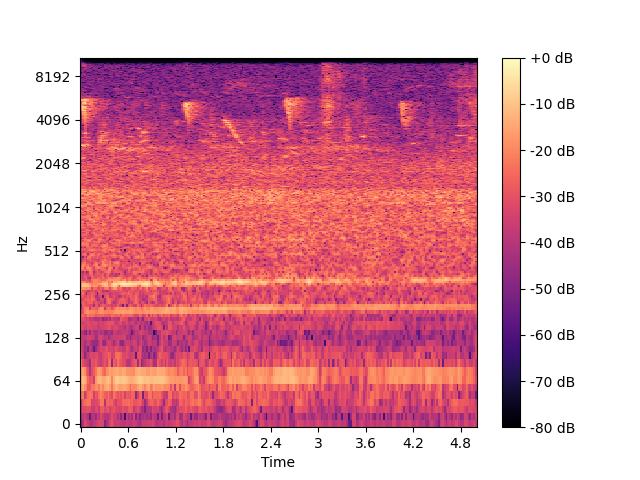 8192
4096
2048
1024
512
256
128
64
0
Hz
0 0.6 1.2 1.8 2.4 3 3.6 4.2 4.8
Time
+0 dB
-10 dB
-20 dB
-30 dB
-40 dB
-50 dB
-60 dB
-70 dB
-80 dB